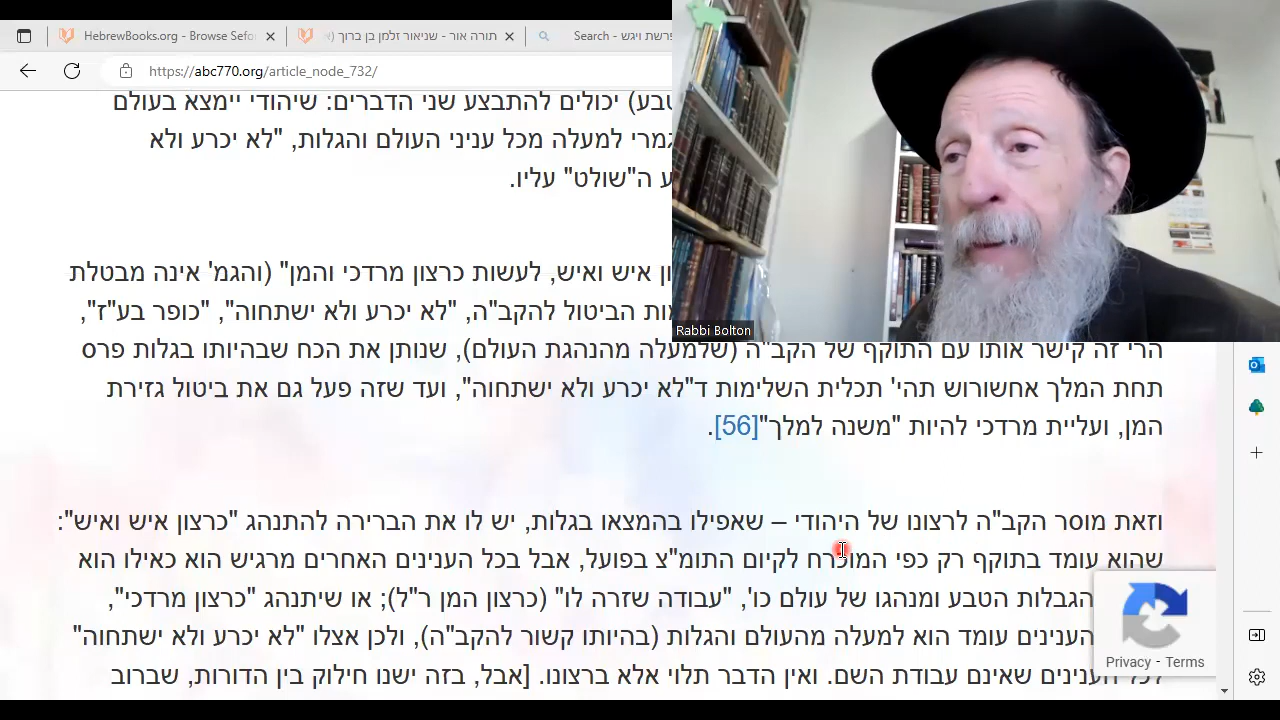 HebrewBooks.org - Browse Sefo
תורה אור - שניאור זלמן בן ברוך (א
Search - פרשת ויגש
https://abc770.org/article_node_732/
טבע) יכולים להתבצע שני הדברים: שיהודי יימצא בעולם
גמרי למעלה מכל עניני העולם והגלות, "לא יכרע ולא
ע ה"שולט" עליו.
ון איש ואיש, לעשות כרצון מרדכי והמן" (והגמ' אינה מבטלת
מות הביטול להקב"ה, "לא יכרע ולא ישתחוה", "כופר בע"ז",
הרי זה קישר אותו עם התוקף של הקב"ה (שלמעלה מהנהגת העולם), שנותן את הכח שבהיותו בגלות פרס
תחת המלך אחשורוש תהי' תכלית השלימות ד"לא יכרע ולא ישתחוה", ועד שזה פעל גם את ביטול גזירת
המן, ועליית מרדכי להיות "משנה למלך"[56].
וזאת מוסר הקב"ה לרצונו של היהודי – שאפילו בהמצאו בגלות, יש לו את הברירה להתנהג "כרצון איש ואיש":
שהוא עומד בתוקף רק כפי המוכרח לקיום התומ"צ בפועל, אבל בכל הענינים האחרים מרגיש הוא כאילו הוא
הגבלות הטבע ומנהגו של עולם כו', "עבודה שזרה לו" (כרצון המן ר"ל); או שיתנהג "כרצון מרדכי",
הענינים עומד הוא למעלה מהעולם והגלות (בהיותו קשור להקב"ה), ולכן אצלו "לא יכרע ולא ישתחוה"
לכל הענינים שאינם עבודת השם. ואין הדבר תלוי אלא ברצונו. [אבל, בזה ישנו חילוק בין הדורות, שברוב
Rabbi Bolton
Privacy - Terms